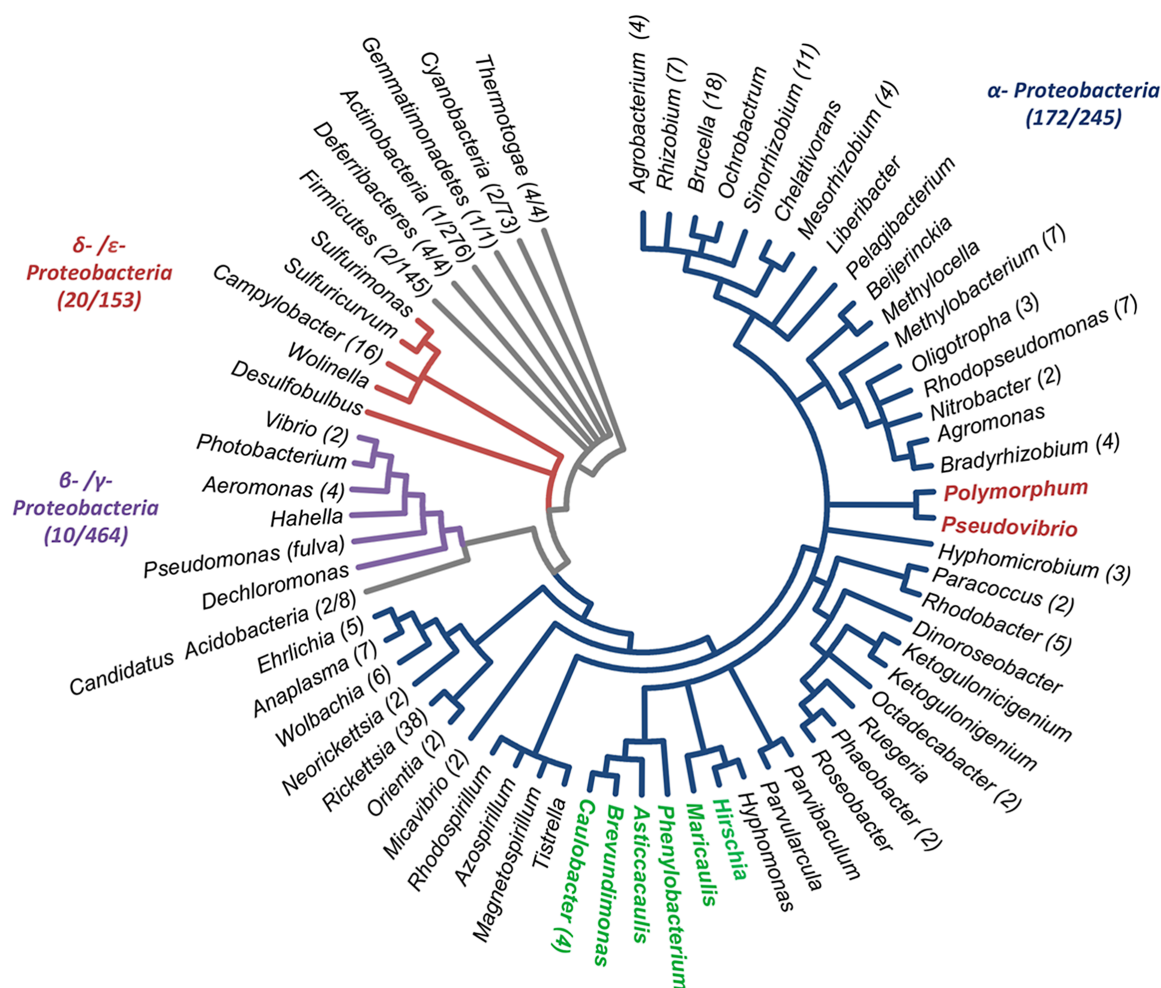 α- Proteobacteria
(172/245)
Agrobacterium (4)
Rhizobium (7)
Brucella (18)
Ochrobactrum
Sinorhizobium (11)
Chelativorans
Mesorhizobium (4)
Liberibacter
Pelagibacterium
Beijerinckia
Methylocella
Methylobacterium (7)
Oligotropha (3)
Rhodopseudomonas (7)
Nitrobacter (2)
Agromonas
Bradyrhizobium (4)
Polymorphum
Pseudovibrio
Hyphomicrobium (3)
Paracoccus (2)
Rhodobacter (5)
Dinoroseobacter
Ketogulonicigenium
Ketogulonigenium
Octadecabacter (2)
Ruegeria
Phaeobacter (2)
Roseobacter
Parvibaculum
Parvularcula
Hyphomonas
Hirschia
Maricaulis
Phenylobacterium
Asticcacaulis
Brevundimonas
Caulobacter (4)
Tistrella
Magnetospirillum
Azospirillum
Rhodospirillum
Micavibrio (2)
Orientia (2)
Rickettsia (38)
Neorickettsia (2)
Wolbachia (6)
Anaplasma (7)
Ehrlichia (5)
Candidatus Acidobacteria (2/8)
Dechloromonas
Pseudomonas (fulva)
Hahella
Aeromonas (4)
Photobacterium
Vibrio (2)
β- /γ-
Proteobacteria
(10/464)
Desulfobulbus
Wolinella
Campylobacter (16)
Sulfuricurvum
Sulfurimonas
δ- /ε-
Proteobacteria
(20/153)
Firmicutes (2/145)
Deferribacteres (4/4)
Actinobacteria (1/276)
Gemmatimonadetes (1/1)
Cyanobacteria (2/73)
Thermotogae (4/4)